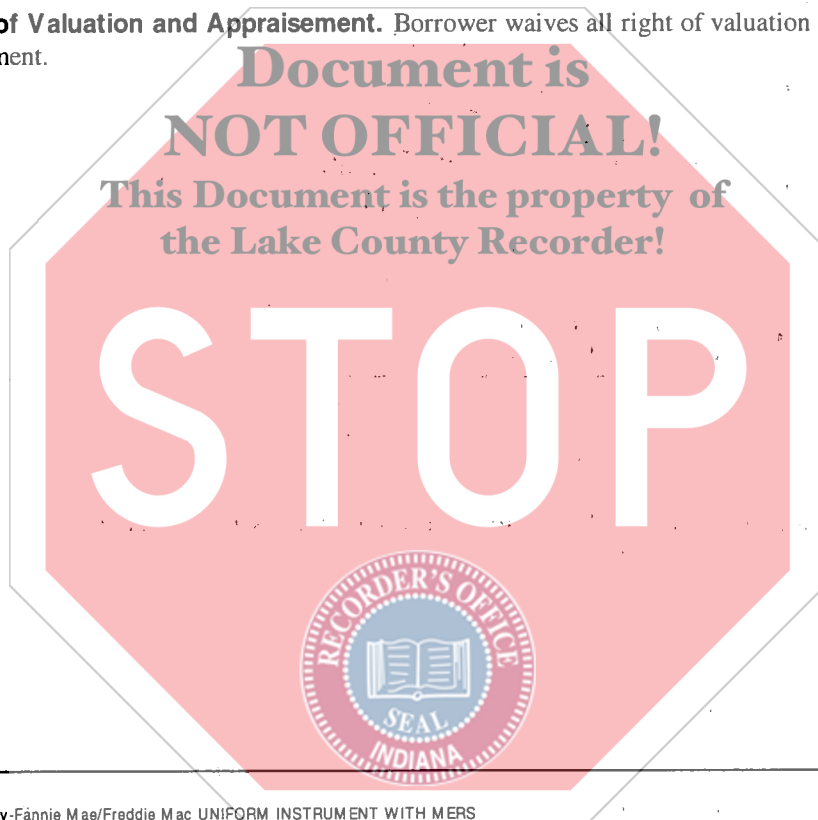 of Valuation and Appraisement. Borrower waives all right of valuation
ment.
Document is
NOT OFFICIAL!
This Document is the property of
the Lake County Recorder!
STOP
RECORDER'S OFFICE
SEAL
INDIANA
y-Fannie Mae/Freddie Mac UNIFORM INSTRUMENT WITH MERS